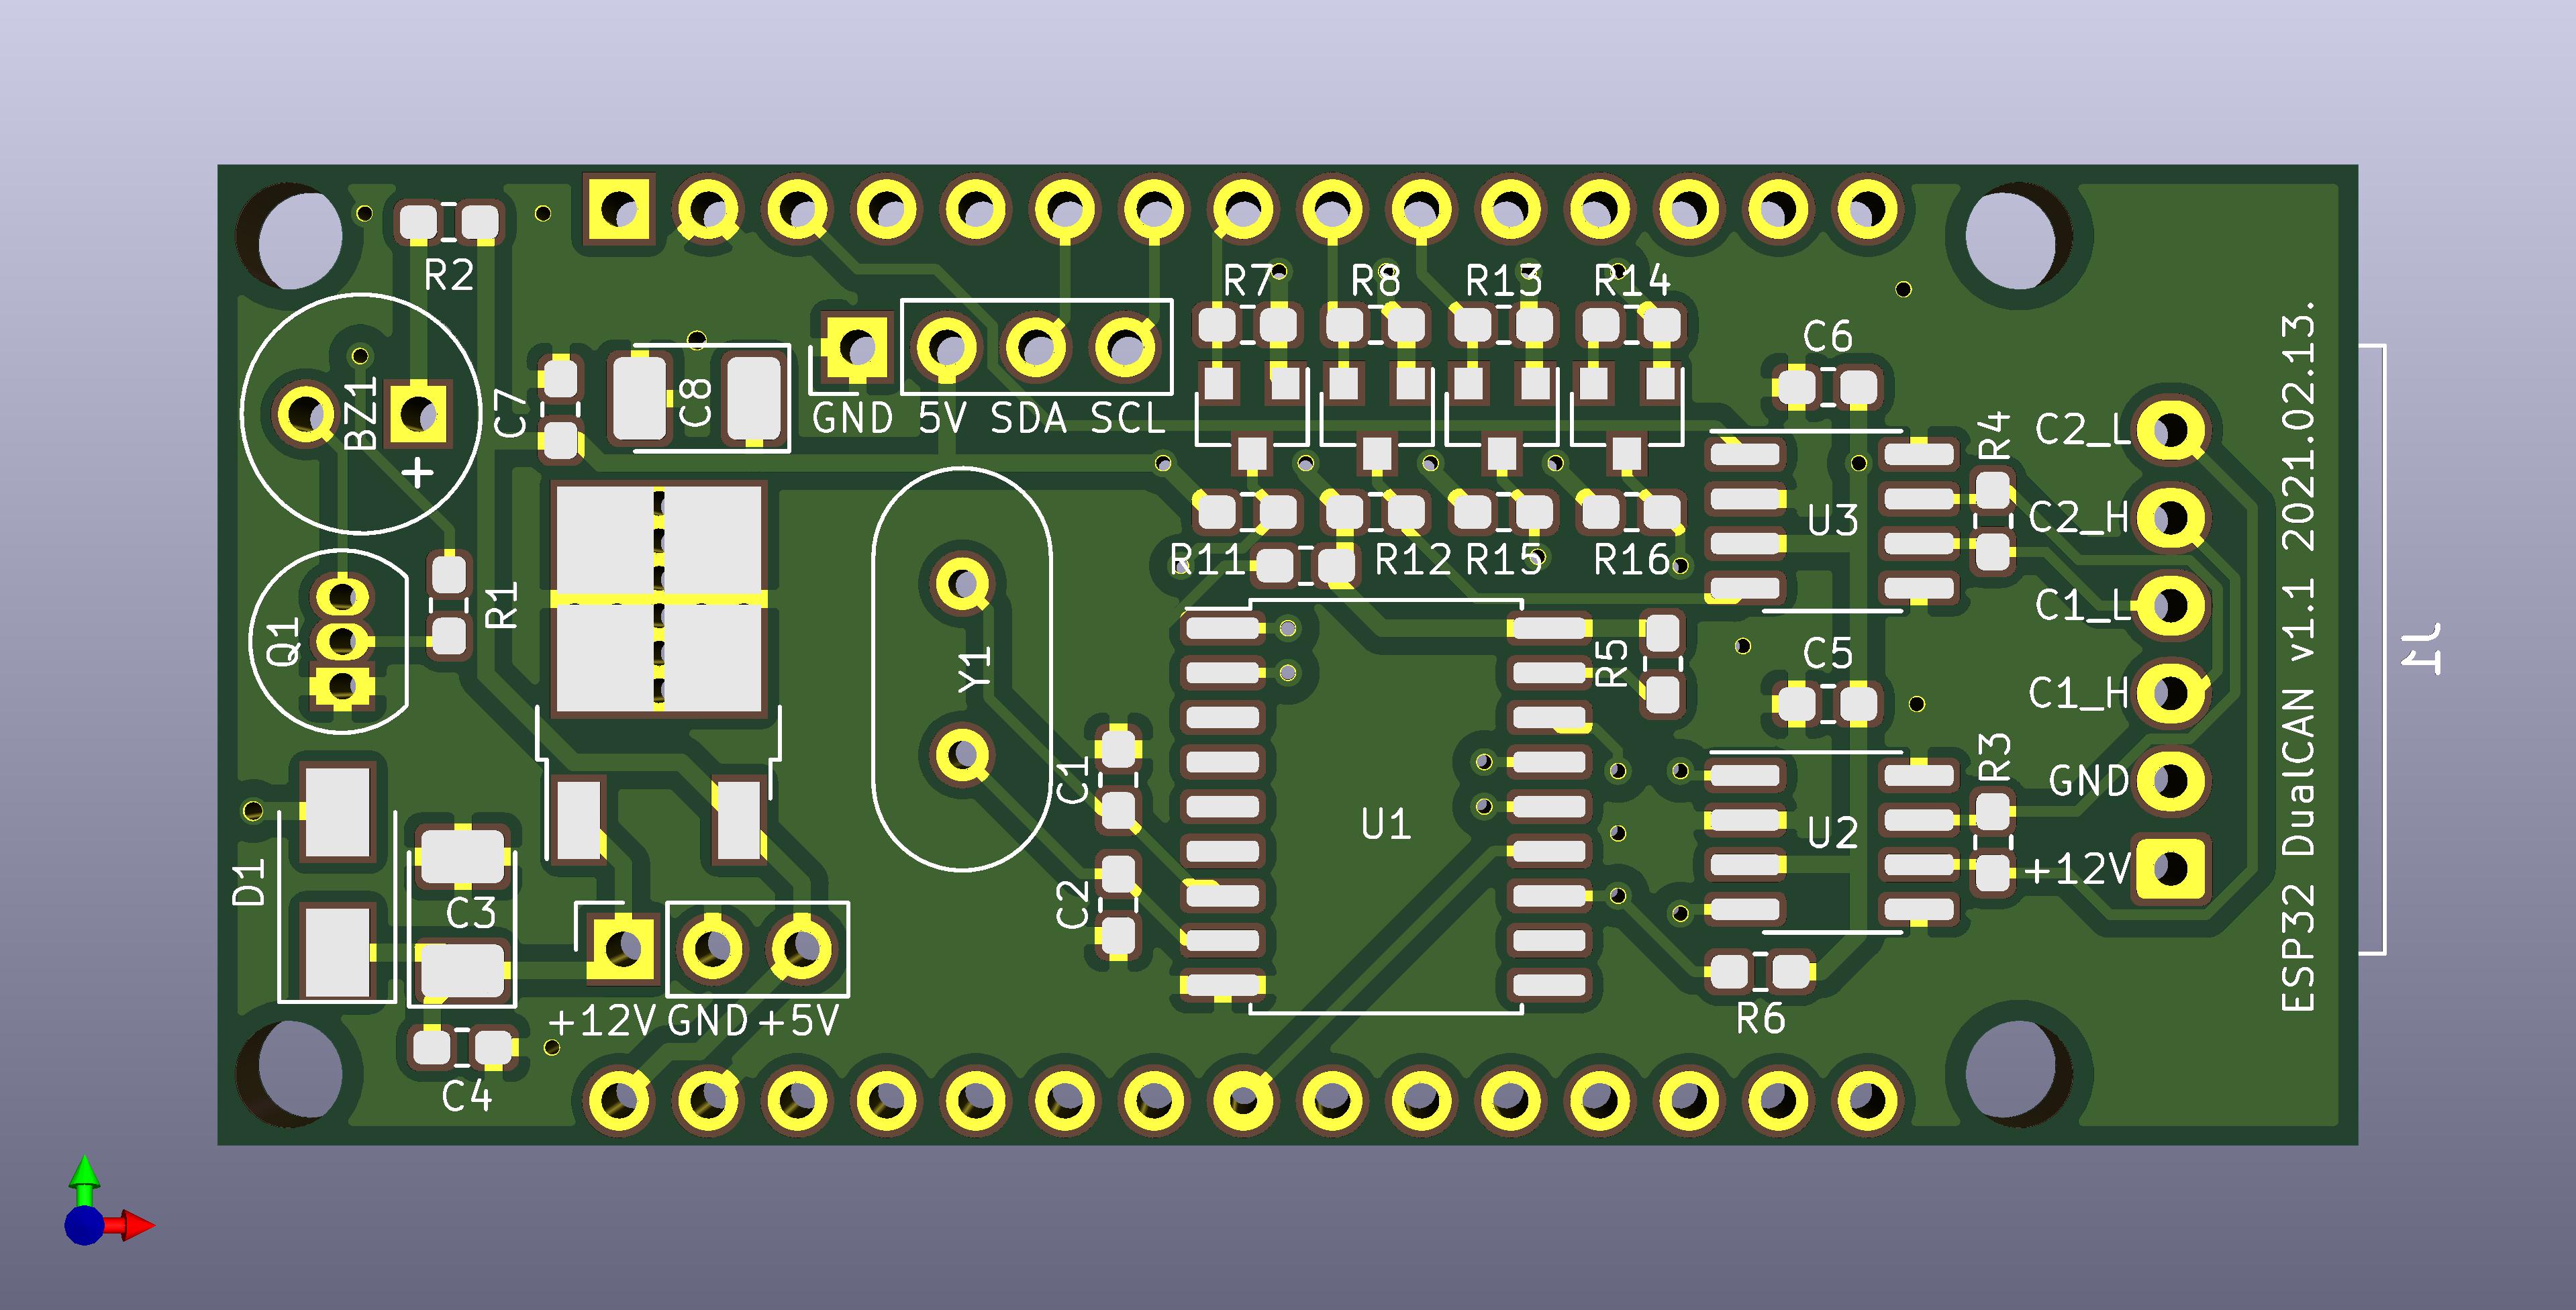 R2
R7
R8
R13
R14
C6
BZ1
+
C7
C8
GND
5V
SDA
SCL
R4
C2_L
U3
C2_H
R11
R12
R15
R16
Q1
R1
Y1
R5
C5
C1_L
C1_H
J1
C1
R3
GND
U1
U2
D1
C3
C2
+12V
+12V
GND
+5V
R6
C4
ESP32 DualCAN v1.1 2021.02.13.